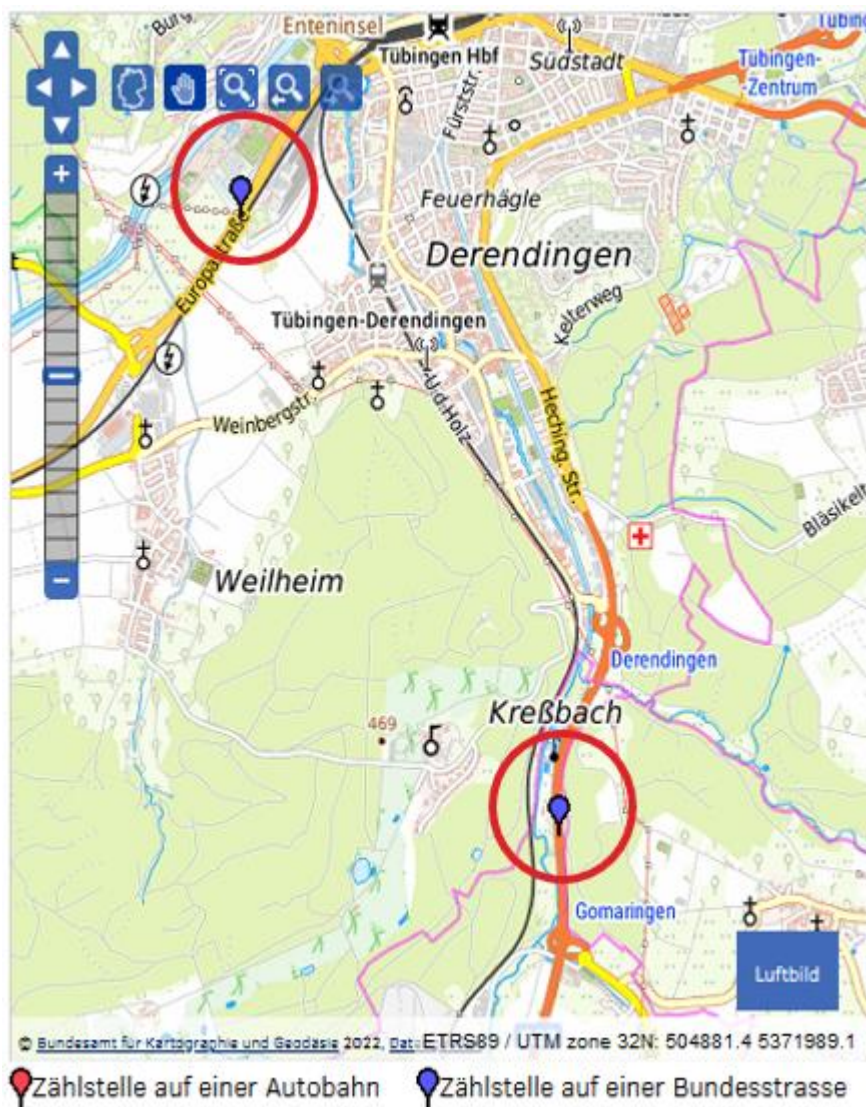 Enteninsel
Tübingen Hbf
Südstadt
Tübingen-
Zentrum
Fürststr.
Feuerhägle
Derendingen
Europastraße
Kelterweg
Tübingen-Derendingen
U.d.Holz
Weinbergstr.
Heching. Str.
Weilheim
Derendingen
Kreßbach
469
Gomaringen
Luftbild
© Bundesamt für Kartographie und Geodäsie 2022, ETRS89 / UTM zone 32N: 504881.4 5371989.1
Zählstelle auf einer Autobahn
Zählstelle auf einer Bundesstrasse